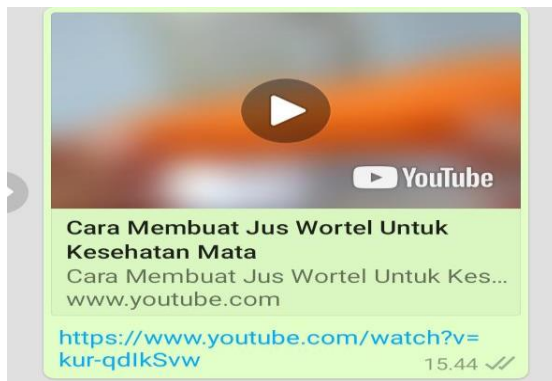 YouTube
Cara Membuat Jus Wortel Untuk
Kesehatan Mata
Cara Membuat Jus Wortel Untuk Kes...
www.youtube.com
https://www.youtube.com/watch?v=
kur-qdIkSvw
15.44